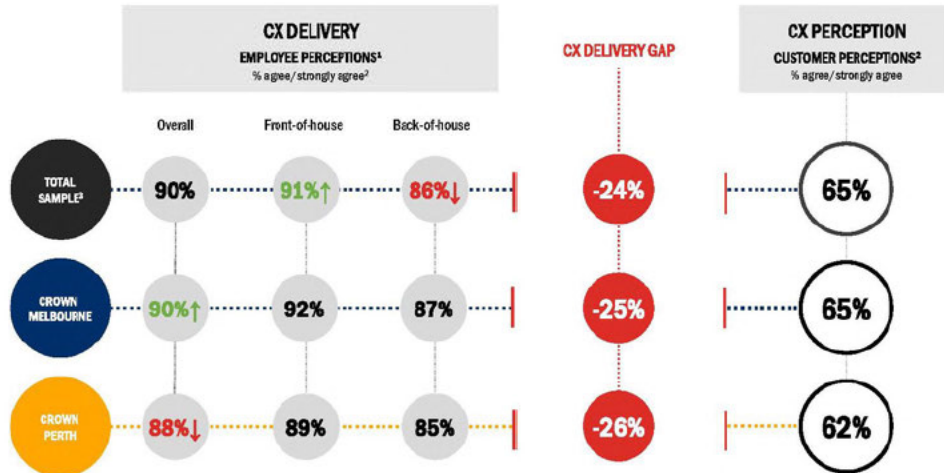 CX DELIVERY
EMPLOYEE PERCEPTIONS¹
% agree/strongly agree²
CX DELIVERY GAP
CX PERCEPTION
CUSTOMER PERCEPTIONS²
% agree/strongly agree
Overall
Front-of-house
Back-of-house
TOTAL
SAMPLE³
90%
91%↑
86%↓
-24%
65%
CROWN
MELBOURNE
90%↑
92%
87%
-25%
65%
CROWN
PERTH
88%↓
89%
85%
-26%
62%